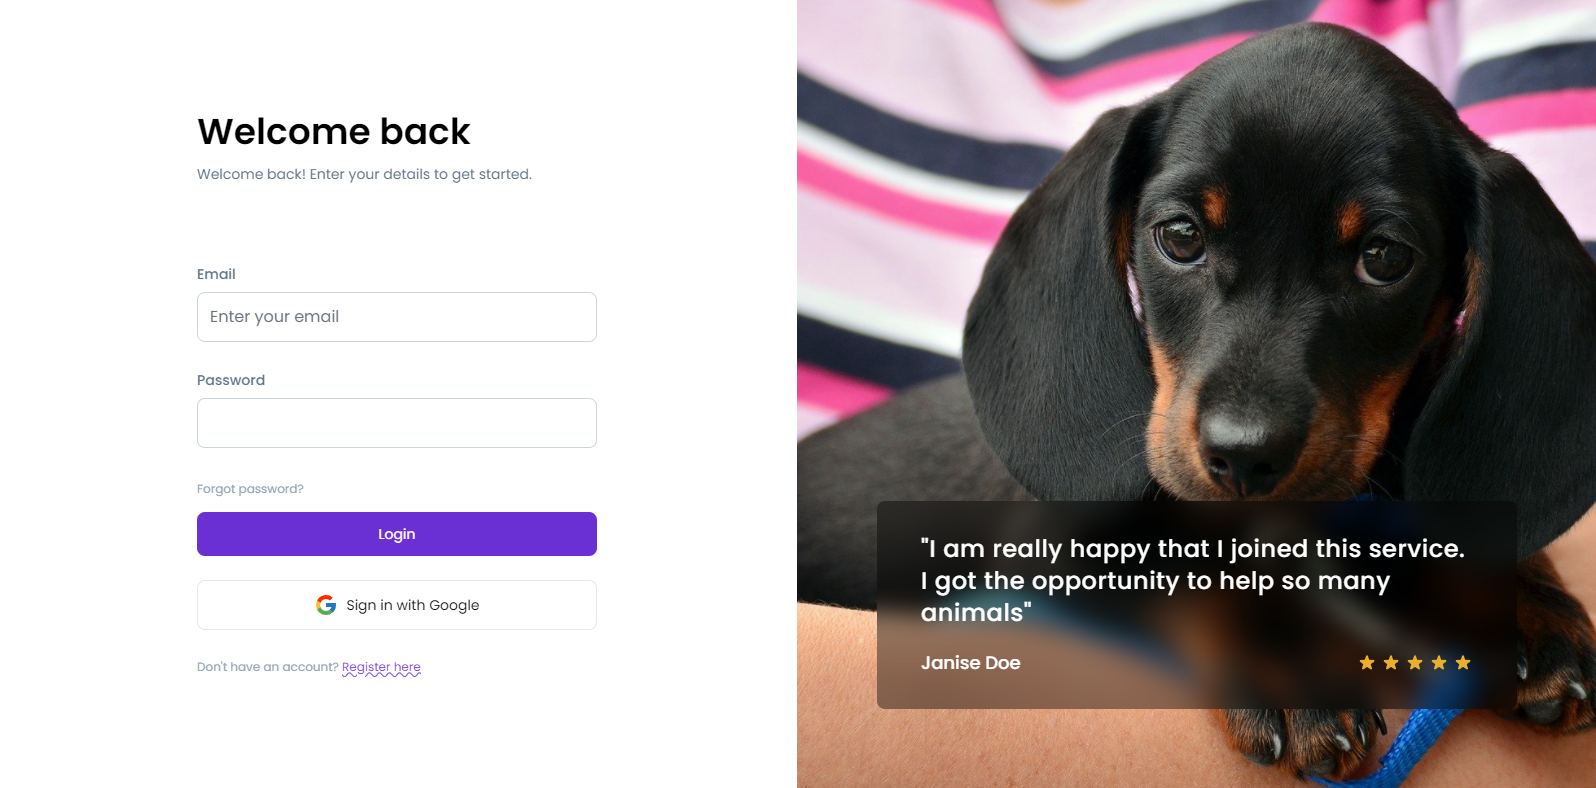 Welcome back
Welcome back! Enter your details to get started.
Email
Enter your email
Password
Forgot password?
Login
Sign in with Google
Don't have an account? Register here
"I am really happy that I joined this service.
I got the opportunity to help so many
animals"
Janise Doe